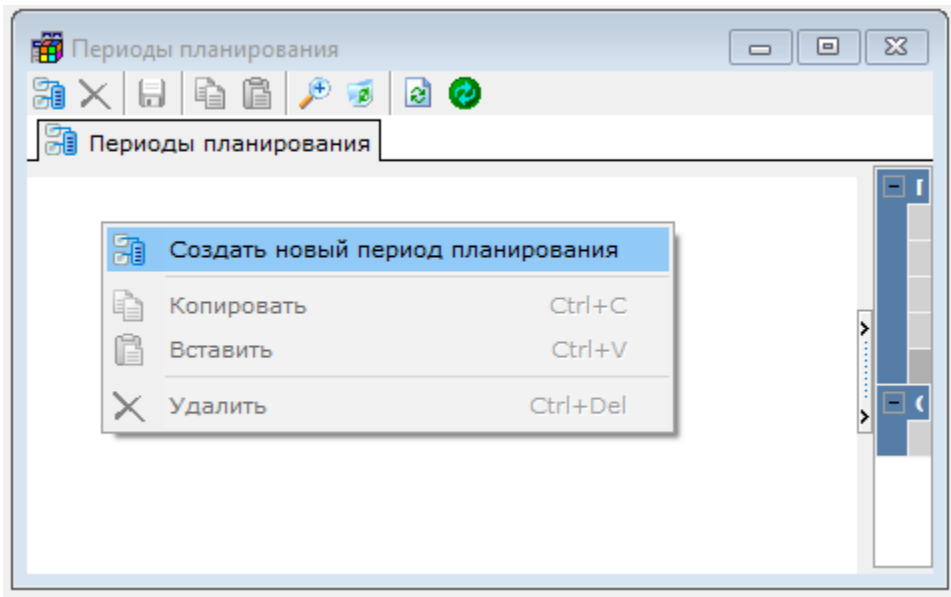 Периоды планирования
Периоды планирования
Создать новый период планирования
Копировать Ctrl+C
Вставить Ctrl+V
Удалить Ctrl+Del